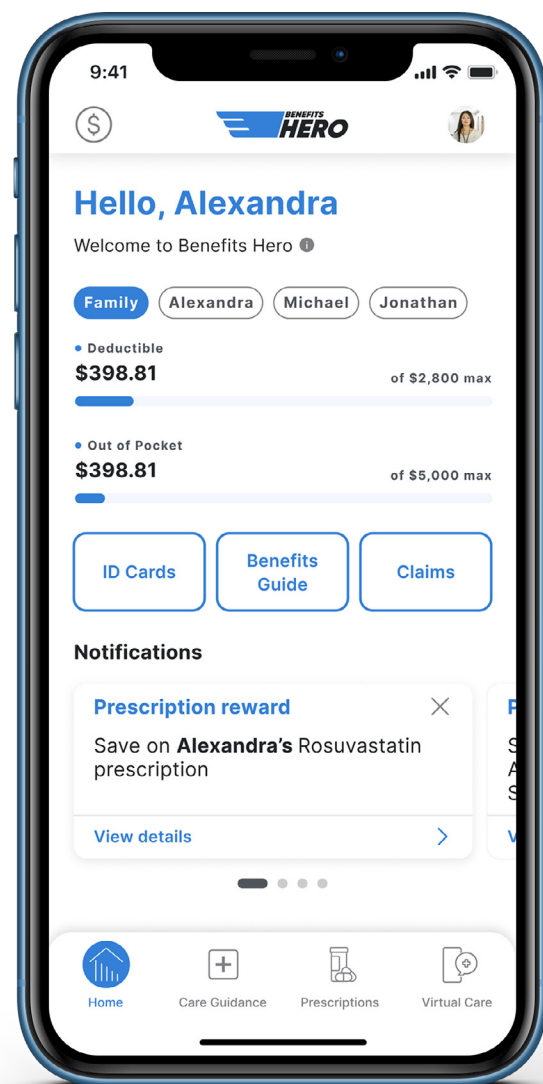 9:41
$
BENEFITS
HERO
Hello, Alexandra
Welcome to Benefits Hero i
Family Alexandra Michael Jonathan
• Deductible
$398.81 of $2,800 max
• Out of Pocket
$398.81 of $5,000 max
ID Cards Benefits Guide Claims
Notifications
Prescription reward
Save on Alexandra's Rosuvastatin
prescription
View details
Home Care Guidance Prescriptions Virtual Care